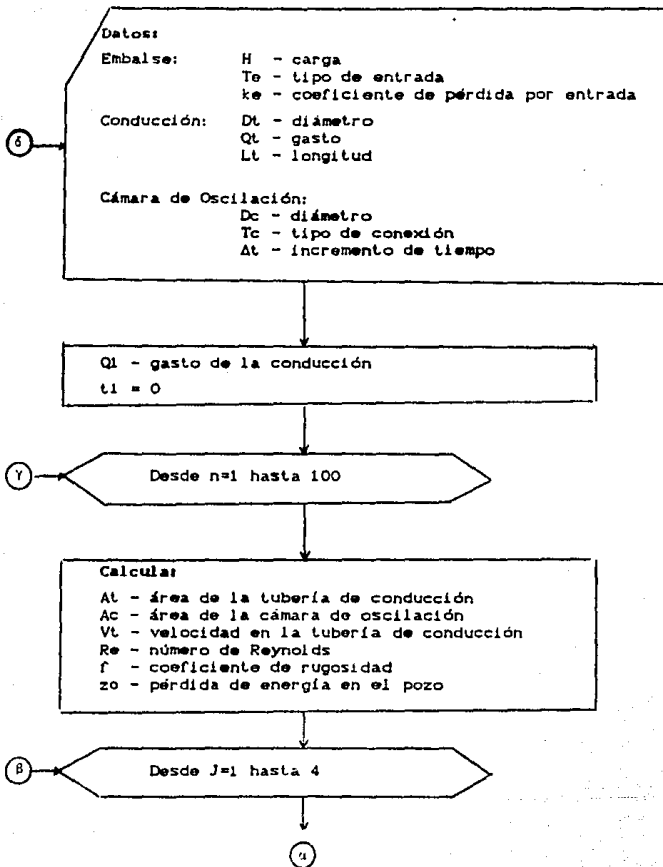 Datos:
Embalse: H - carga
Te - tipo de entrada
ke - coeficiente de pérdida por entrada
Conducción: Dt - diámetro
Qt - gasto
Lt - longitud
δ
Cámara de Oscilación:
Dc - diámetro
Tc - tipo de conexión
Δt - incremento de tiempo
Q1 - gasto de la conducción
t1 = 0
γ
Desde n=1 hasta 100
Calcular
At - área de la tubería de conducción
Ac - área de la cámara de oscilación
Vt - velocidad en la tubería de conducción
Re - número de Reynolds
f - coeficiente de rugosidad
zo - pérdida de energía en el pozo
β
Desde J=1 hasta 4
α